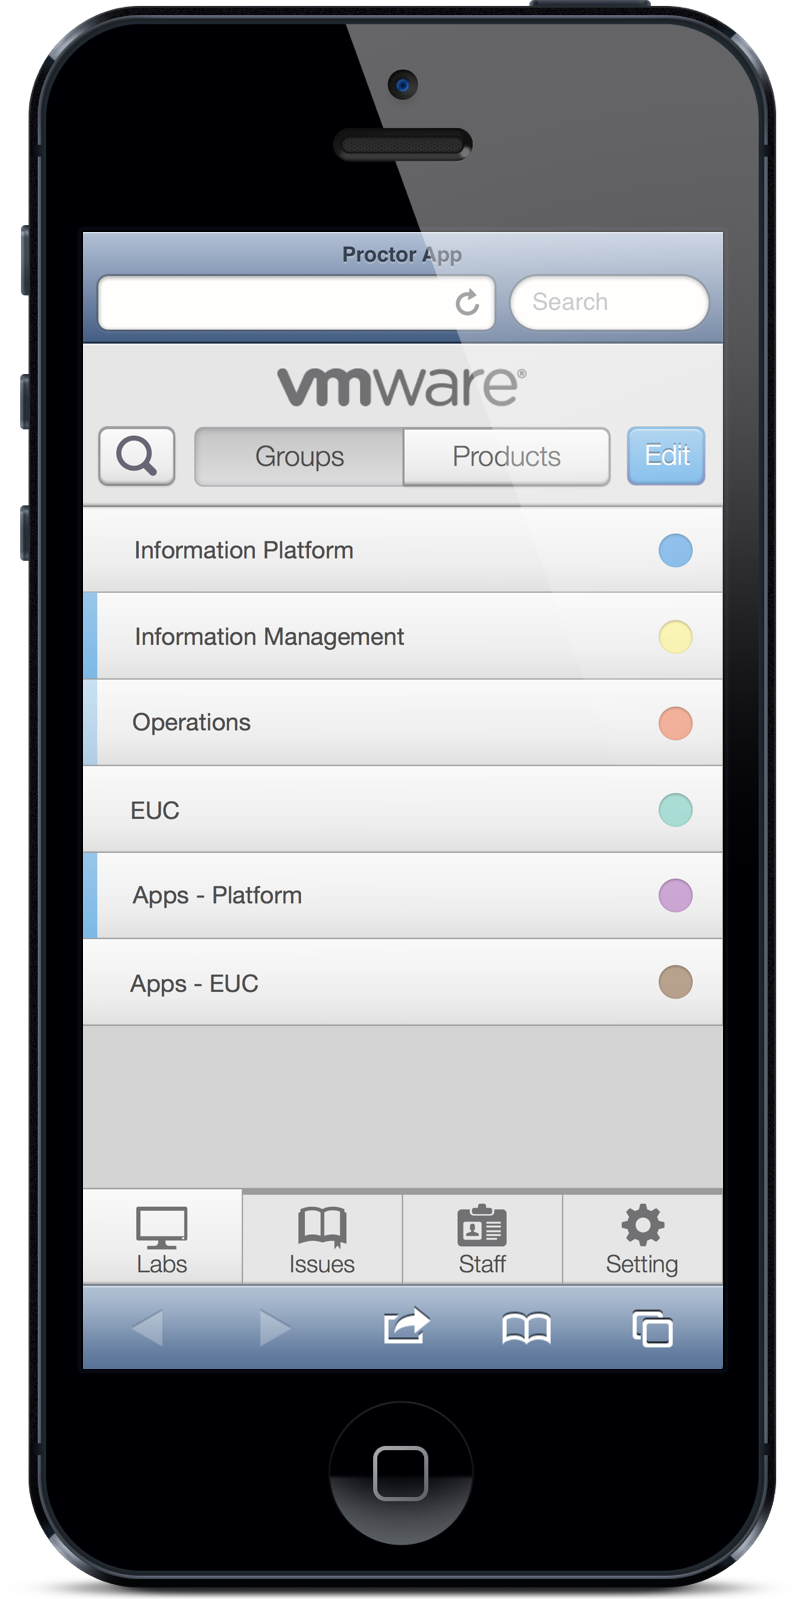 Proctor App
Search
vmware®
Groups Products Edit
Information Platform
Information Management
Operations
EUC
Apps - Platform
Apps - EUC
Labs Issues Staff Setting